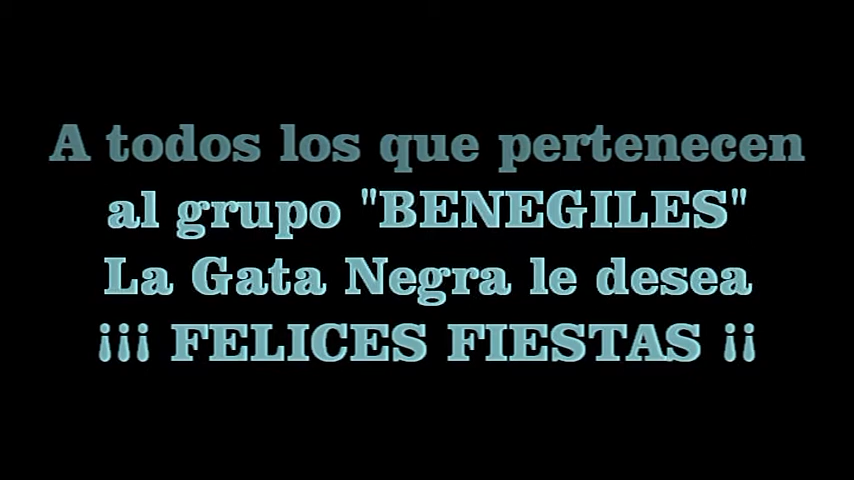 A todos los que pertenecen
al grupo "BENEGILES"
La Gata Negra le desea
¡¡¡ FELICES FIESTAS ¡¡